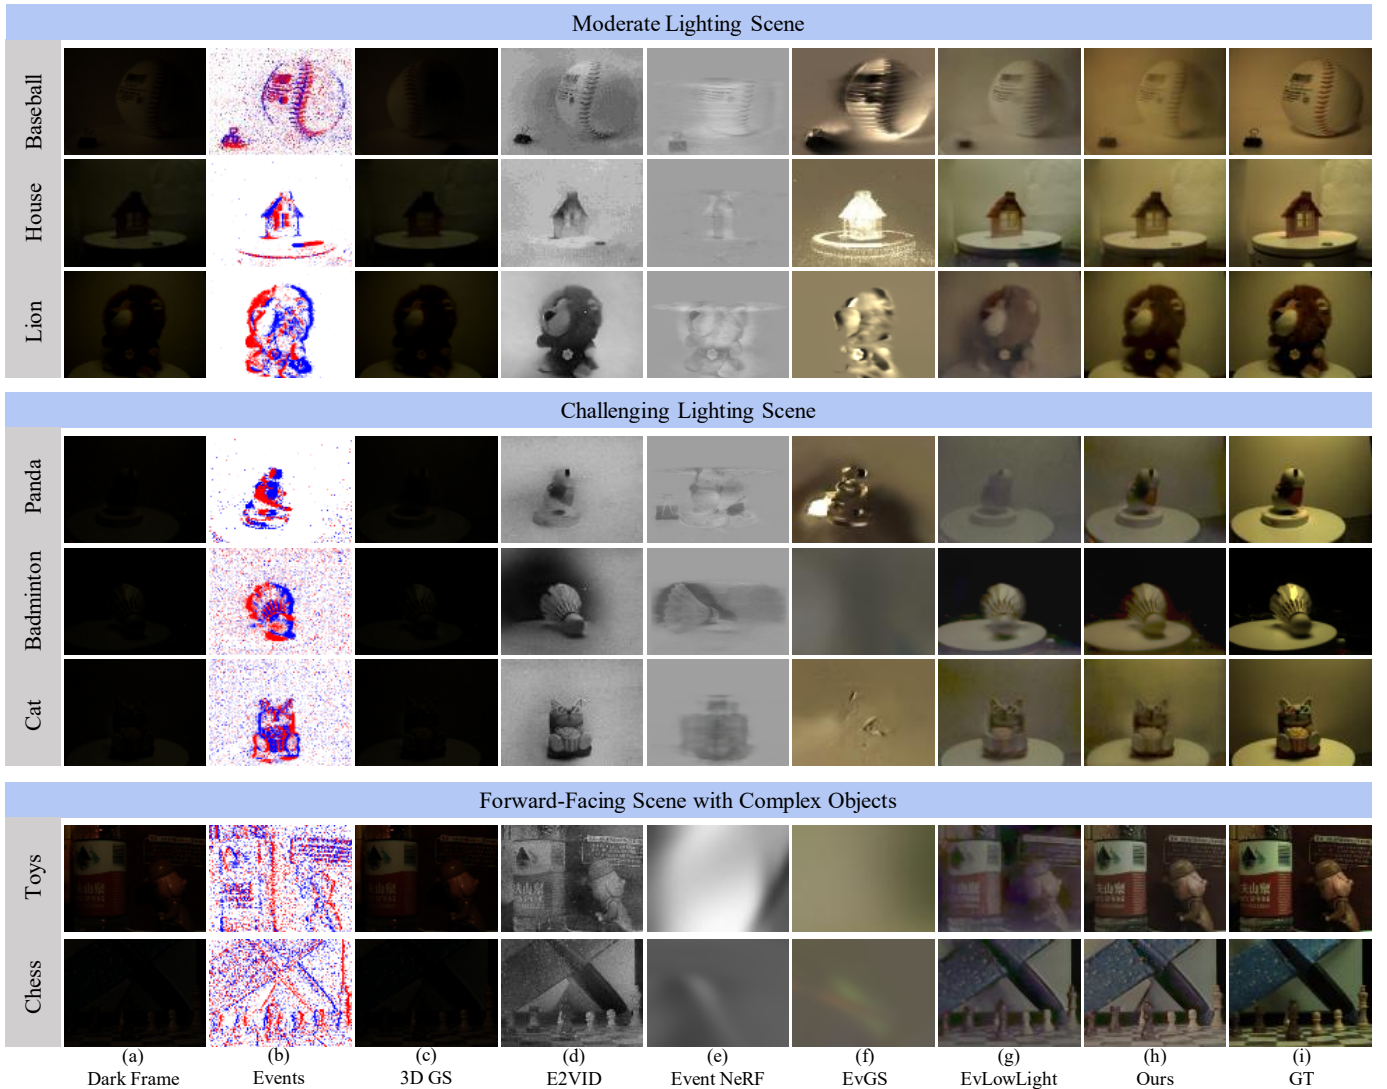 Moderate Lighting Scene
Baseball
House
Lion
Challenging Lighting Scene
Panda
Badminton
Cat
Forward-Facing Scene with Complex Objects
Toys
Chess
(a) (b) (c) (d) (e) (f) (g) (h) (i)
Dark Frame Events 3D GS E2VID Event NeRF EvGS EvLowLight Ours GT